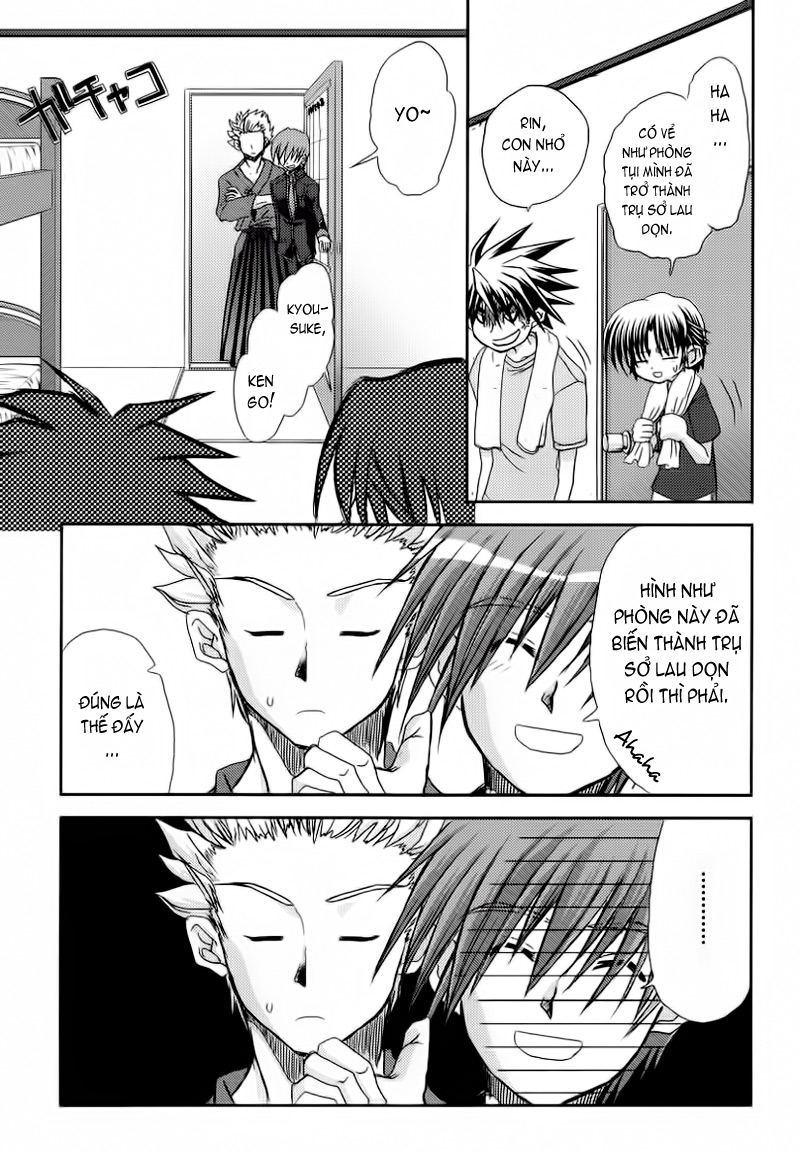 HA
HA
...
CÓ VẺ
NHƯ PHÒNG
TỤI MÌNH ĐÃ
TRỞ THÀNH
TRỤ SỞ LAU
DỌN.
RIN,
CON NHỎ
NÀY...
YO~
ガチャコ
KYOU-
SUKE,
KEN
GO!
HÌNH NHƯ
PHÒNG NÀY ĐÃ
BIẾN THÀNH TRỤ
SỞ LAU DỌN
RỒI THÌ PHẢI.
Ahaha
ĐÚNG LÀ
THẾ ĐẤY
...
.........